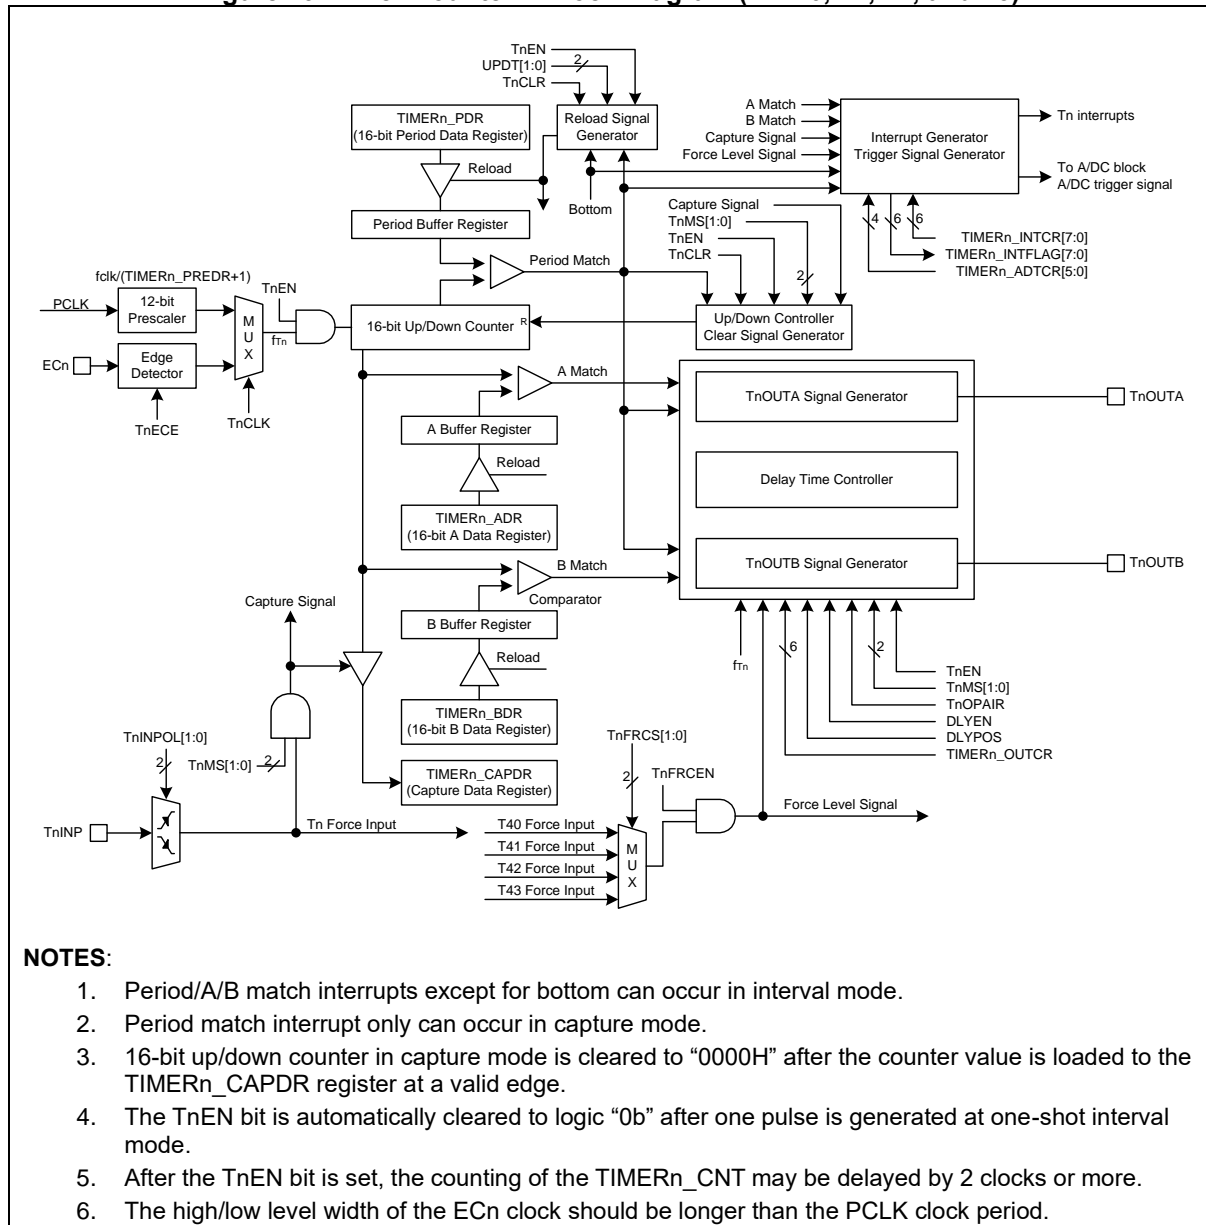 TnEN
UPDT[1:0]
2
TnCLR
TIMERn_PDR
(16-bit Period Data Register)
Reload Signal
Generator
A Match
B Match
Capture Signal
Force Level Signal
Interrupt Generator
Trigger Signal Generator
Tn interrupts
To A/DC block
A/DC trigger signal
Reload
Bottom
Period Buffer Register
Capture Signal
TnMS[1:0]
TnEN
TnCLR
2
4
6
6
TIMERn_INTCR[7:0]
TIMERn_INTFLAG[7:0]
TIMERn_ADTCR[5:0]
Period Match
fclk/(TIMERn_PREDR+1)
PCLK
12-bit
Prescaler
TnEN
MUX
fTn
16-bit Up/Down Counter
R
Up/Down Controller
Clear Signal Generator
ECn
Edge
Detector
TnECE
TnCLK
A Match
TnOUTA Signal Generator
TnOUTA
A Buffer Register
Reload
Delay Time Controller
TIMERn_ADR
(16-bit A Data Register)
B Match
TnOUTB Signal Generator
TnOUTB
Comparator
Capture Signal
B Buffer Register
Reload
fTn
6
2
TnEN
TnMS[1:0]
TnOPAIR
DLYEN
DLYPOS
TIMERn_OUTCR
TIMERn_BDR
(16-bit B Data Register)
TnINPOL[1:0]
2
TnMS[1:0]
2
TIMERn_CAPDR
(Capture Data Register)
TnFRCS[1:0]
2
TnFRCEN
Force Level Signal
TnINP
Tn Force Input
T40 Force Input
T41 Force Input
T42 Force Input
T43 Force Input
MUX
NOTES:
1. Period/A/B match interrupts except for bottom can occur in interval mode.
2. Period match interrupt only can occur in capture mode.
3. 16-bit up/down counter in capture mode is cleared to “0000H” after the counter value is loaded to the
TIMERn_CAPDR register at a valid edge.
4. The TnEN bit is automatically cleared to logic “0b” after one pulse is generated at one-shot interval
mode.
5. After the TnEN bit is set, the counting of the TIMERn_CNT may be delayed by 2 clocks or more.
6. The high/low level width of the ECn clock should be longer than the PCLK clock period.